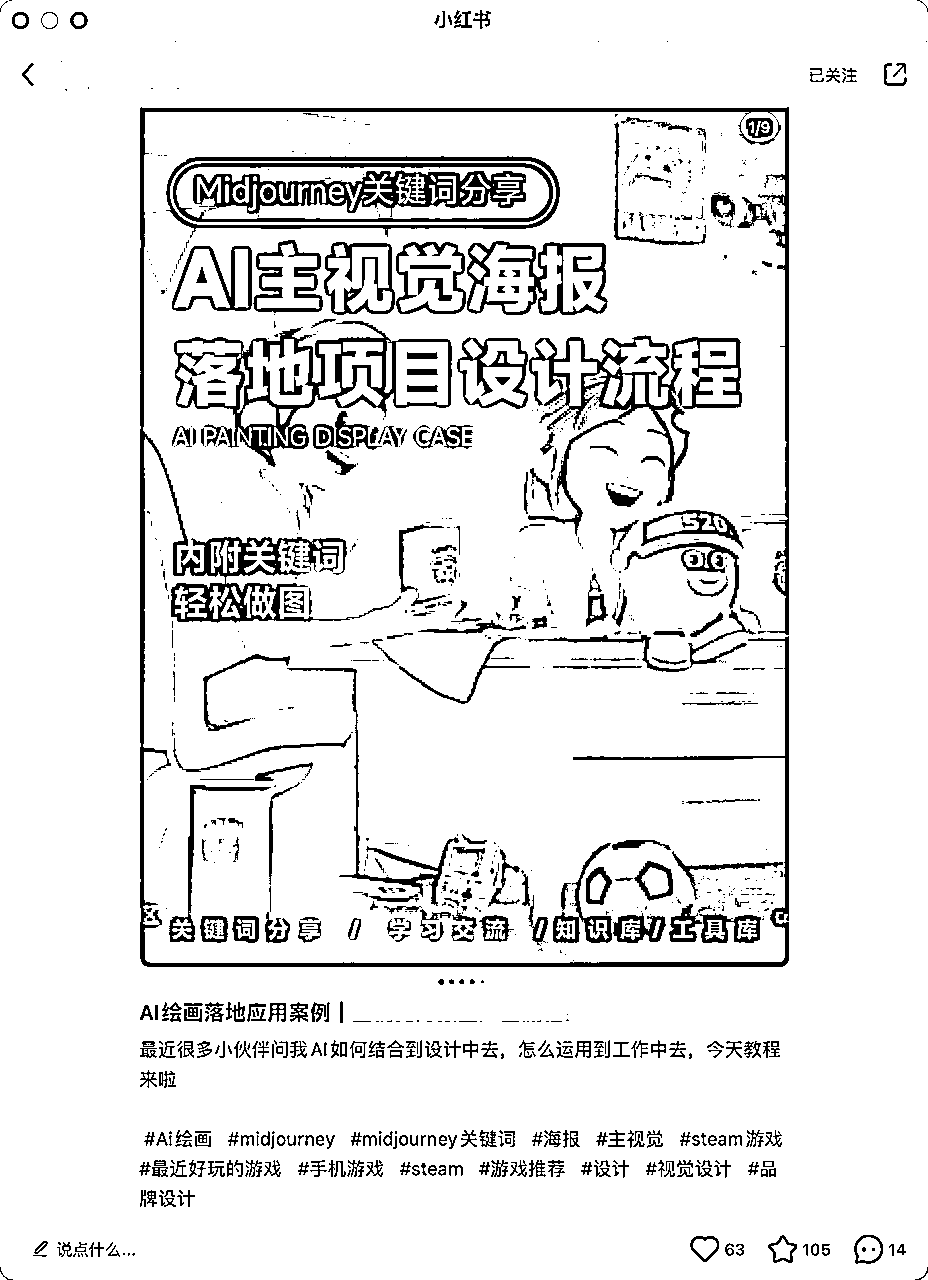 小红书
已关注
1/9
Midjourney关键词分享
AI主视觉海报
落地项目设计流程
AI PAINTING DISPLAY CASE
520
内附关键词
轻松做图
关键词分享 / 学习交流 /知识库/工具库
AI绘画落地应用案例｜
最近很多小伙伴问我AI如何结合到设计中去，怎么运用到工作中去，今天教程
来啦
#Ai绘画 #midjourney #midjourney关键词 #海报 #主视觉 #steam游戏
#最近好玩的游戏 #手机游戏 #steam #游戏推荐 #设计 #视觉设计 #品
牌设计
说点什么...
63 105 14